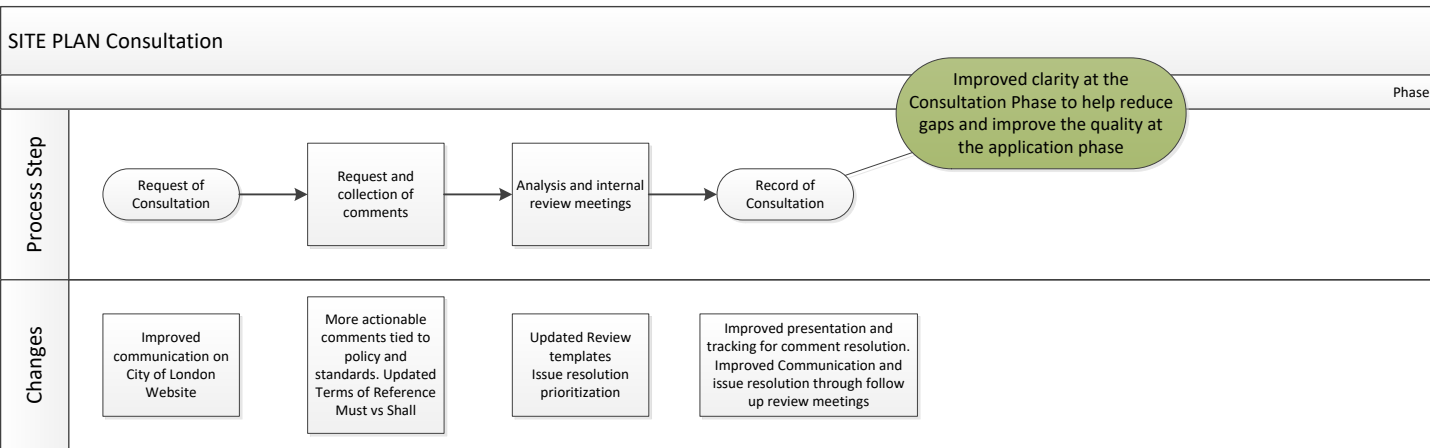 SITE PLAN Consultation
Phase
Improved clarity at the
Consultation Phase to help reduce
gaps and improve the quality at
the application phase
Process Step
Request of
Consultation
Request and
collection of
comments
Analysis and internal
review meetings
Record of
Consultation
Changes
Improved
communication on
City of London
Website
More actionable
comments tied to
policy and
standards. Updated
Terms of Reference
Must vs Shall
Updated Review
templates
Issue resolution
prioritization
Improved presentation and
tracking for comment resolution.
Improved Communication and
issue resolution through follow
up review meetings